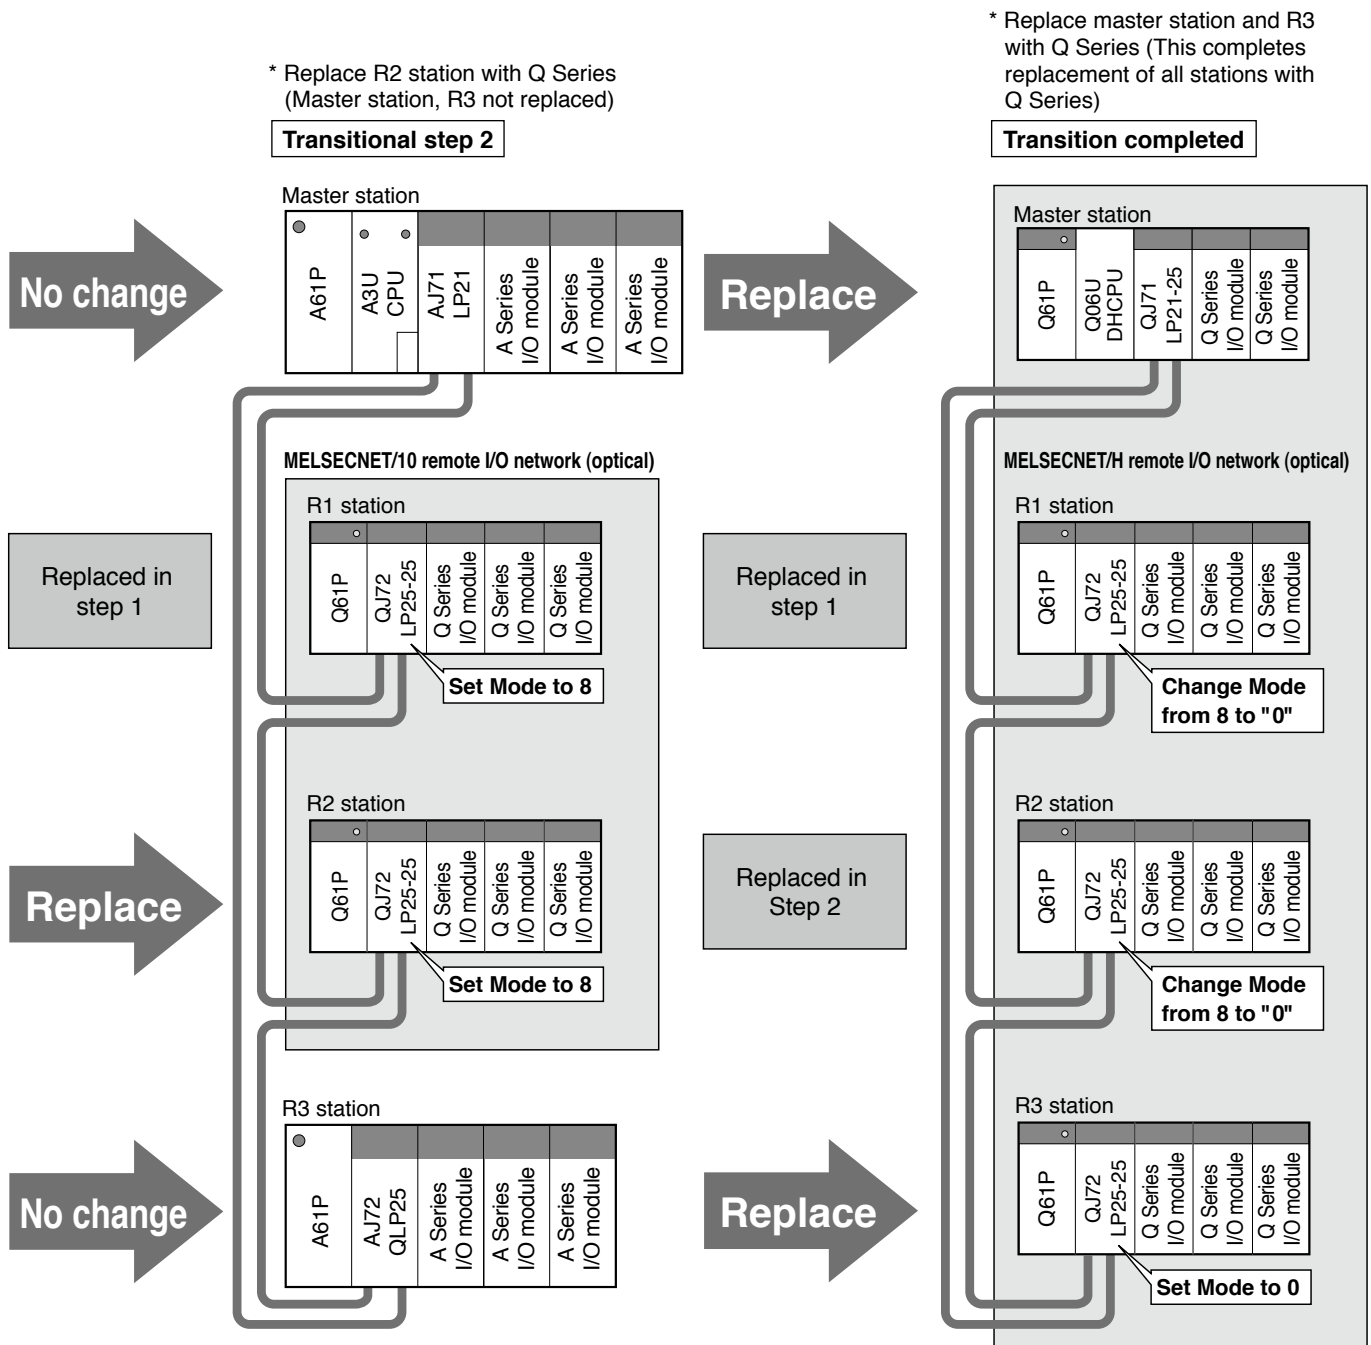 * Replace R2 station with Q Series
(Master station, R3 not replaced)
Transitional step 2
No change
Master station
A61P
A3U
CPU
AJ71
LP21
A Series
I/O module
A Series
I/O module
A Series
I/O module
MELSECNET/10 remote I/O network (optical)
Replaced in
step 1
R1 station
Q61P
QJ72
LP25-25
Q Series
I/O module
Q Series
I/O module
Q Series
I/O module
Set Mode to 8
Replace
R2 station
Q61P
QJ72
LP25-25
Q Series
I/O module
Q Series
I/O module
Q Series
I/O module
Set Mode to 8
No change
R3 station
A61P
AJ72
QLP25
A Series
I/O module
A Series
I/O module
A Series
I/O module
* Replace master station and R3
with Q Series (This completes
replacement of all stations with
Q Series)
Transition completed
Replace
Master station
Q61P
Q06U
DHCPU
QJ71
LP21-25
Q Series
I/O module
Q Series
I/O module
MELSECNET/H remote I/O network (optical)
Replaced in
step 1
R1 station
Q61P
QJ72
LP25-25
Q Series
I/O module
Q Series
I/O module
Q Series
I/O module
Change Mode
from 8 to "0"
Replaced in
Step 2
R2 station
Q61P
QJ72
LP25-25
Q Series
I/O module
Q Series
I/O module
Q Series
I/O module
Change Mode
from 8 to "0"
Replace
R3 station
Q61P
QJ72
LP25-25
Q Series
I/O module
Q Series
I/O module
Q Series
I/O module
Set Mode to 0